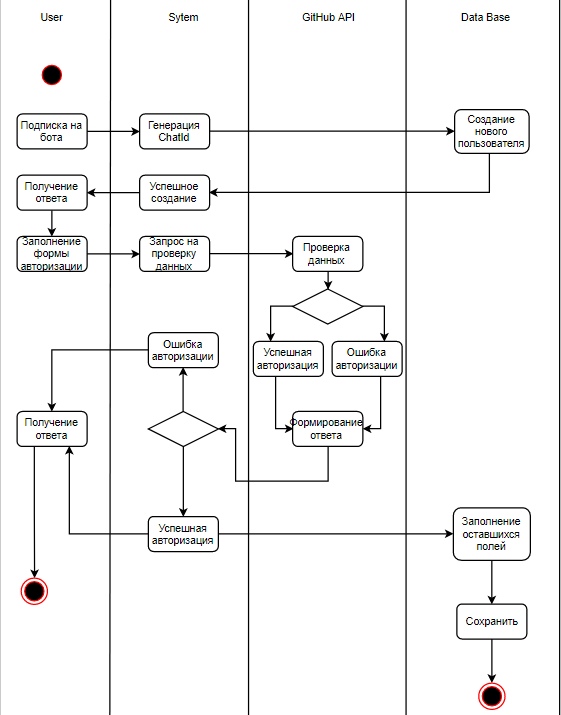 User
Sytem
GitHub API
Data Base
Подписка на
бота
Генерация
ChatId
Создание
нового
пользователя
Получение
ответа
Успешное
создание
Заполнение
формы
авторизации
Запрос на
проверку
данных
Проверка
данных
Ошибка
авторизации
Успешная
авторизация
Ошибка
авторизации
Получение
ответа
Формирование
ответа
Успешная
авторизация
Заполнение
оставшихся
полей
Сохранить